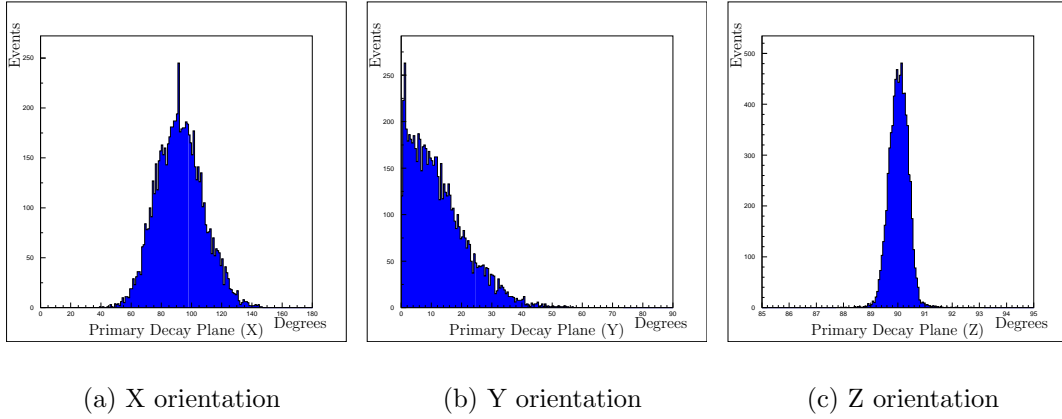 Events
250
200
150
100
50
0
0 20 40 60 80 100 120 140 160 180
Degrees
Primary Decay Plane (X)
Events
250
200
150
100
50
0
0 10 20 30 40 50 60 70 80 90
Degrees
Primary Decay Plane (Y)
Events
500
400
300
200
100
0
85 86 87 88 89 90 91 92 93 94 95
Degrees
Primary Decay Plane (Z)
(a) X orientation
(b) Y orientation
(c) Z orientation